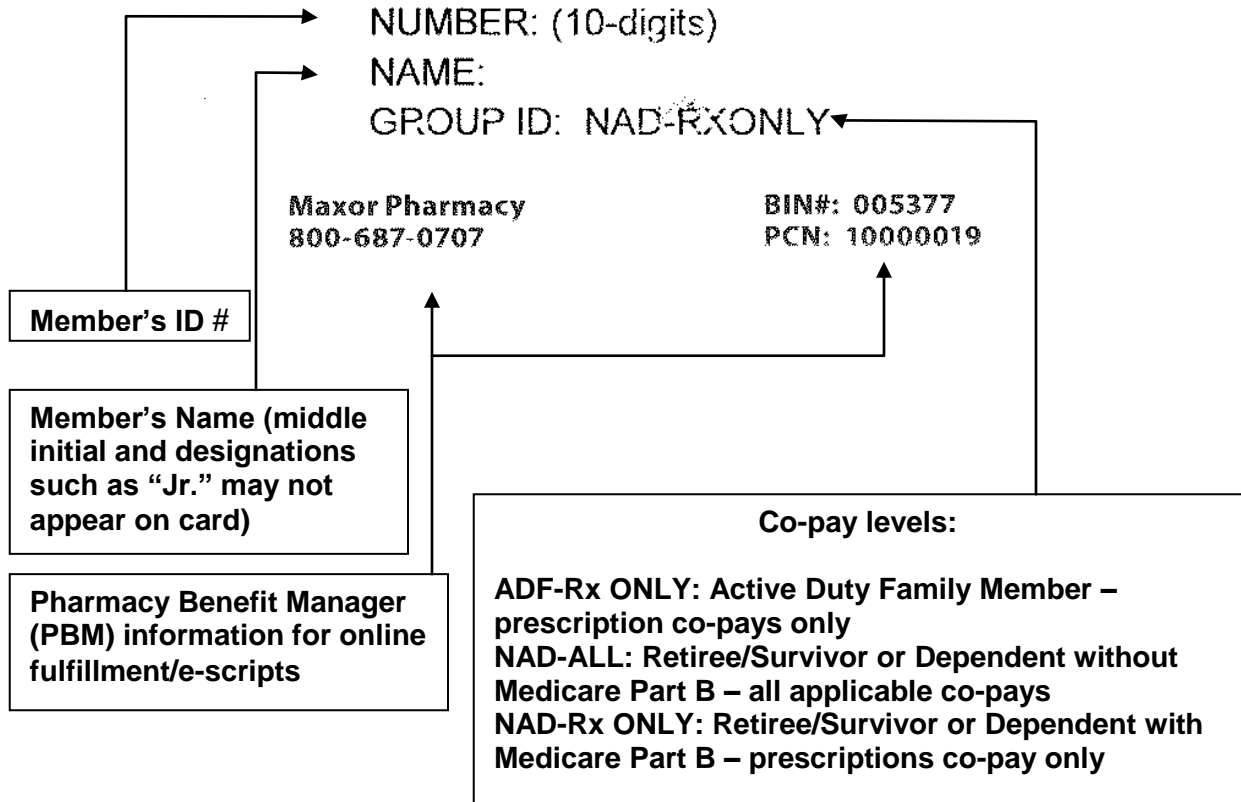 NUMBER: (10-digits)
NAME:
GROUP ID: NAD-RXONLY
Maxor Pharmacy
800-687-0707
BIN#: 005377
PCN: 10000019
Member’s ID #
Member’s Name (middle
initial and designations
such as “Jr.” may not
appear on card)
Pharmacy Benefit Manager
(PBM) information for online
fulfillment/e-scripts
Co-pay levels:
ADF-Rx ONLY: Active Duty Family Member –
prescription co-pays only
NAD-ALL: Retiree/Survivor or Dependent without
Medicare Part B – all applicable co-pays
NAD-Rx ONLY: Retiree/Survivor or Dependent with
Medicare Part B – prescriptions co-pay only